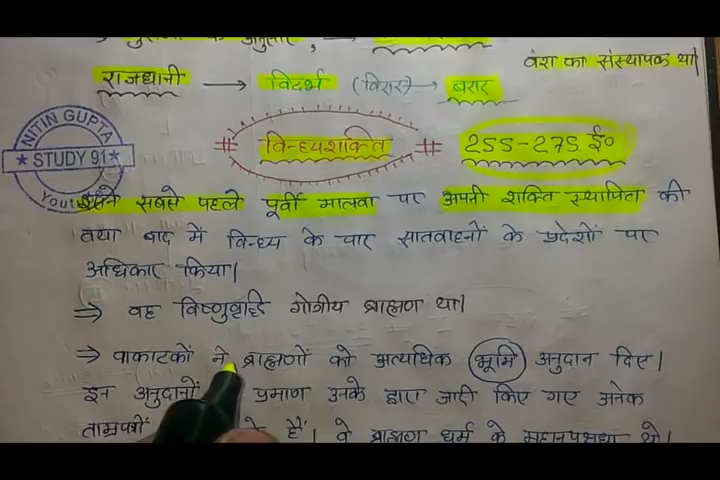 पुराणों के अनुसार, →
वंश का संस्थापक था|
राजधानी → विदर्भ (विरार) → बरार
विन्ध्यशक्ति 255-275 ई०
NITIN GUPTA
STUDY 91
YouTube
इसने सबसे पहले पूर्वी मालवा पर अपनी शक्ति स्थापित की
तथा बाद में विन्ध्य के पार सातवाहनों के प्रदेशों पर
अधिकार किया|
⇒ वह विष्णुवृद्धि गोत्रीय ब्राह्मण था|
⇒ वाकाटकों ने ब्राह्मणों को अत्यधिक भूमि अनुदान दिए|
इन अनुदानों प्रमाण उनके द्वारा जारी किए गए अनेक
ताम्रपत्रों हैं| वे ब्राह्मण धर्म के